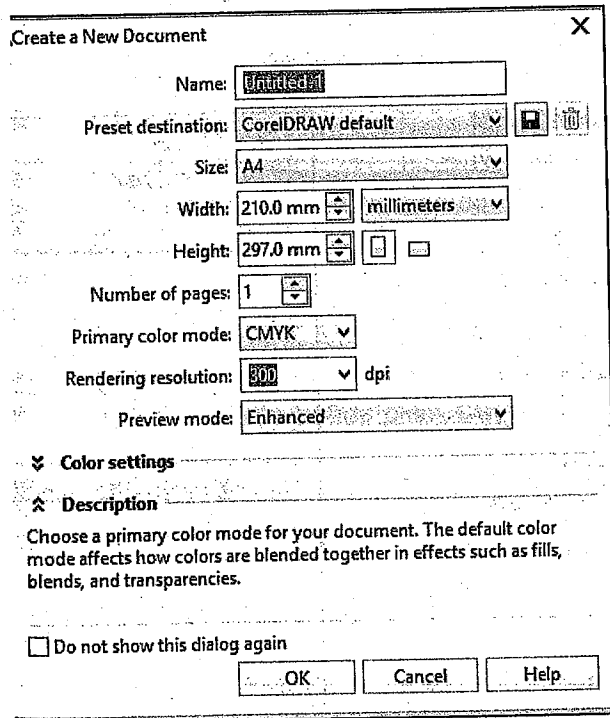 Create a New Document
Name: Untitled-1
Preset destination: CorelDRAW default
Size: A4
Width: 210.0 mm millimeters
Height: 297.0 mm
Number of pages: 1
Primary color mode: CMYK
Rendering resolution: 300 dpi
Preview mode: Enhanced
Color settings
Description
Choose a primary color mode for your document. The default color
mode affects how colors are blended together in effects such as fills,
blends, and transparencies.
Do not show this dialog again
OK Cancel Help